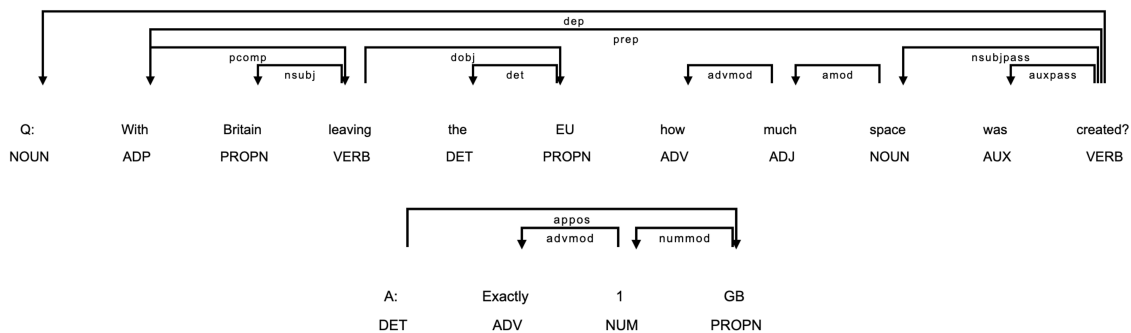 dep
prep
pcomp dobj nsubjpass
nsubj det advmod amod auxpass
Q: With Britain leaving the EU how much space was created?
NOUN ADP PROPN VERB DET PROPN ADV ADJ NOUN AUX VERB
appos
advmod nummod
A: Exactly 1 GB
DET ADV NUM PROPN